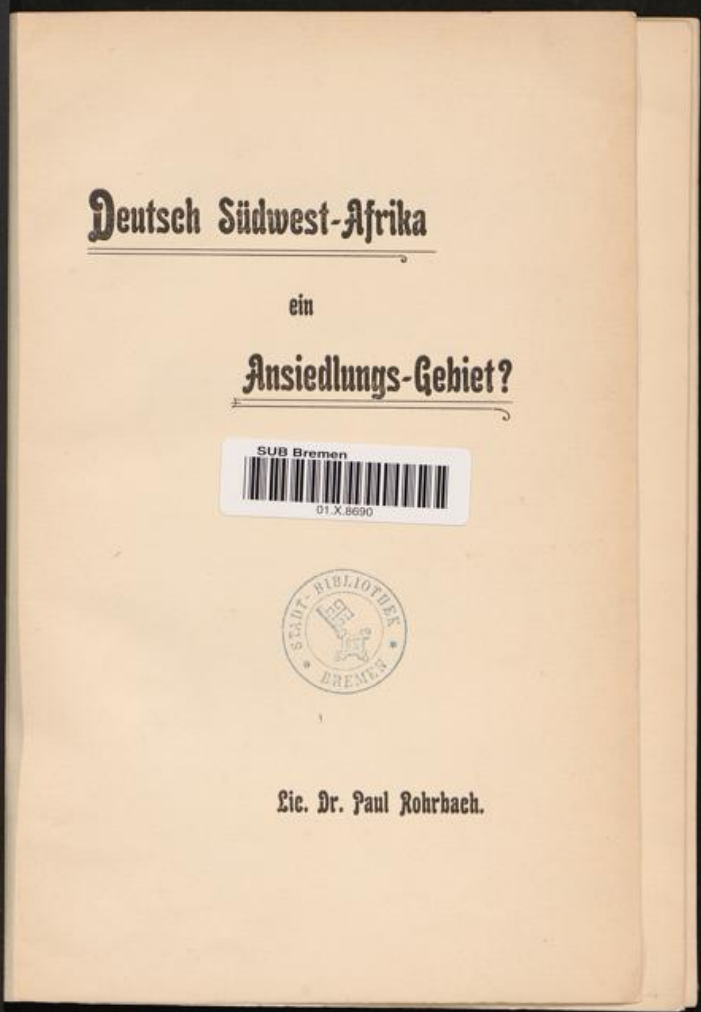 Deutsch Südwest-Afrika
ein
Ansiedlungs-Gebiet?
SUB Bremen
01.X.8690
STADT-BIBLIOTHEK
* BREMEN *
Lic. Dr. Paul Rohrbach.